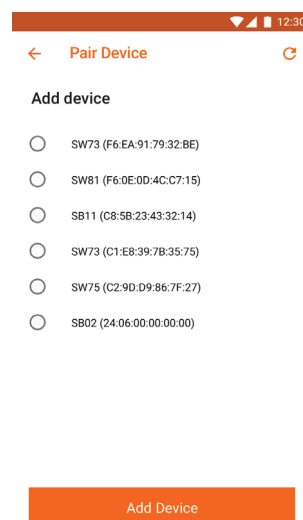 12:30
Pair Device
Add device
SW73 (F6:EA:91:79:32:BE)
SW81 (F6:0E:0D:4C:C7:15)
SB11 (C8:5B:23:43:32:14)
SW73 (C1:E8:39:7B:35:75)
SW75 (C2:9D:D9:86:7F:27)
SB02 (24:06:00:00:00:00)
Add Device